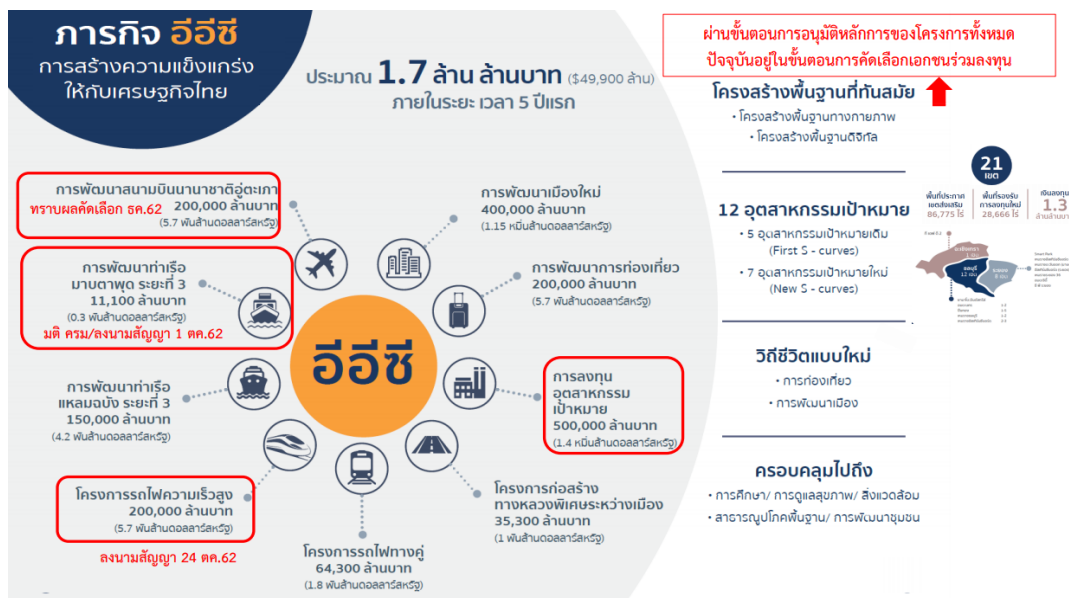 ภารกิจ อีอีซี
การสร้างความแข็งแกร่ง
ให้กับเศรษฐกิจไทย
ประมาณ 1.7 ล้าน ล้านบาท ($49,900 ล้าน)
ภายในระยะ เวลา 5 ปีแรก
ผ่านขั้นตอนการอนุมัติหลักการของโครงการทั้งหมด
ปัจจุบันอยู่ในขั้นตอนการคัดเลือกเอกชนร่วมลงทุน
การพัฒนาสนามบินนานาชาติอู่ตะเภา
200,000 ล้านบาท
ทราบผลคัดเลือก ธค.62
(5.7 พันล้านดอลลาร์สหรัฐ)
การพัฒนาท่าเรือ
มาบตาพุด ระยะที่ 3
11,100 ล้านบาท
(0.3 พันล้านดอลลาร์สหรัฐ)
มติ ครม/ลงนามสัญญา 1 ตค.62
การพัฒนาท่าเรือ
แหลมฉบัง ระยะที่ 3
150,000 ล้านบาท
(4.2 พันล้านดอลลาร์สหรัฐ)
โครงการรถไฟความเร็วสูง
200,000 ล้านบาท
(5.7 พันล้านดอลลาร์สหรัฐ)
ลงนามสัญญา 24 ตค.62
อีอีซี
โครงการรถไฟทางคู่
64,300 ล้านบาท
(1.8 พันล้านดอลลาร์สหรัฐ)
การพัฒนาเมืองใหม่
400,000 ล้านบาท
(1.15 หมื่นล้านดอลลาร์สหรัฐ)
การพัฒนาการท่องเที่ยว
200,000 ล้านบาท
(5.7 พันล้านดอลลาร์สหรัฐ)
การลงทุน
อุตสาหกรรม
เป้าหมาย
500,000 ล้านบาท
(1.4 หมื่นล้านดอลลาร์สหรัฐ)
โครงการก่อสร้าง
ทางหลวงพิเศษระหว่างเมือง
35,300 ล้านบาท
(1 พันล้านดอลลาร์สหรัฐ)
โครงสร้างพื้นฐานที่ทันสมัย
• โครงสร้างพื้นฐานทางกายภาพ
• โครงสร้างพื้นฐานดิจิทัล
12 อุตสาหกรรมเป้าหมาย
• 5 อุตสาหกรรมเป้าหมายเดิม
(First S - curves)
• 7 อุตสาหกรรมเป้าหมายใหม่
(New S - curves)
วิถีชีวิตแบบใหม่
• การท่องเที่ยว
• การพัฒนาเมือง
ครอบคลุมไปถึง
• การศึกษา/ การดูแลสุขภาพ/ สิ่งแวดล้อม
• สาธารณูปโภคพื้นฐาน/ การพัฒนาชุมชน
21
เขต
พื้นที่ประกาศ
เขตส่งเสริม
86,775 ไร่
พื้นที่รองรับ
การลงทุนใหม่
28,666 ไร่
เงินลงทุน
1.3
ล้านล้านบาท
ฉะเชิงเทรา
1 เขต
ชลบุรี
12 เขต
ระยอง
8 เขต